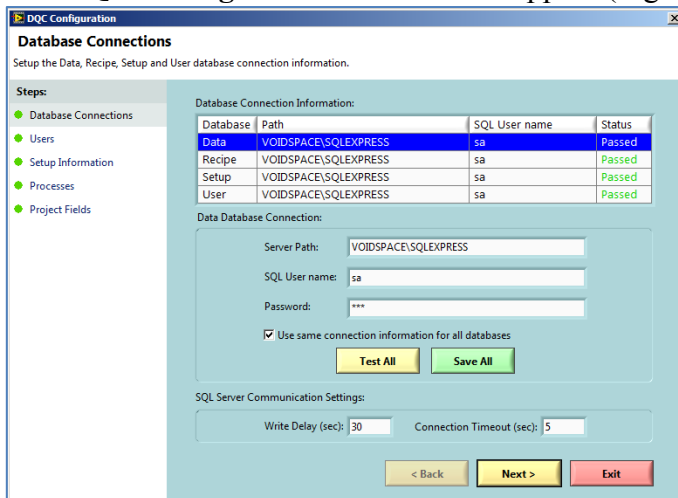 DQC Configuration
Database Connections
Setup the Data, Recipe, Setup and User database connection information.
Steps:
Database Connections
Users
Setup Information
Processes
Project Fields
Database Connection Information:
Database Path SQL User name Status
Data VOIDSPACE\SQLEXPRESS sa Passed
Recipe VOIDSPACE\SQLEXPRESS sa Passed
Setup VOIDSPACE\SQLEXPRESS sa Passed
User VOIDSPACE\SQLEXPRESS sa Passed
Data Database Connection:
Server Path: VOIDSPACE\SQLEXPRESS
SQL User name: sa
Password: ***
Use same connection information for all databases
Test All Save All
SQL Server Communication Settings:
Write Delay (sec): 30 Connection Timeout (sec): 5
< Back Next > Exit